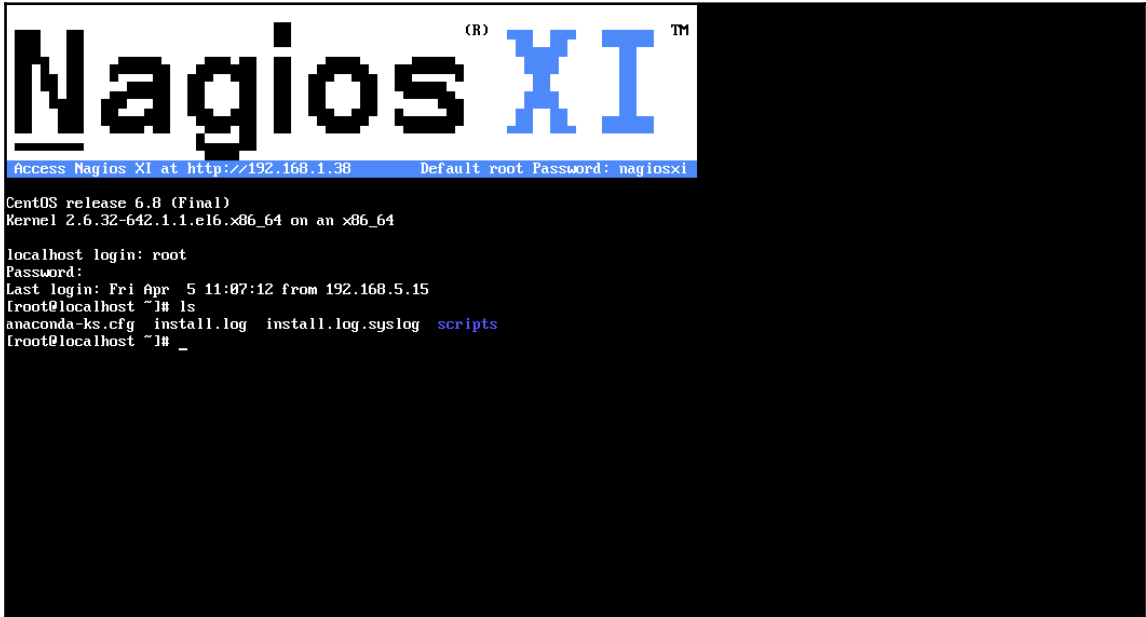 Nagios(R) XI TM
Access Nagios XI at http://192.168.1.38 Default root Password: nagiosxi
CentOS release 6.8 (Final)
Kernel 2.6.32-642.1.1.el6.x86_64 on an x86_64
localhost login: root
Password:
Last login: Fri Apr  5 11:07:12 from 192.168.5.15
[root@localhost ~]# ls
anaconda-ks.cfg  install.log  install.log.syslog  scripts
[root@localhost ~]# _